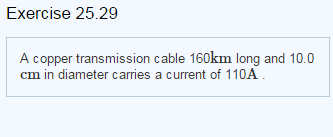 Exercise 25.29
A copper transmission cable 160km long and 10.0
cm in diameter carries a current of 110A .